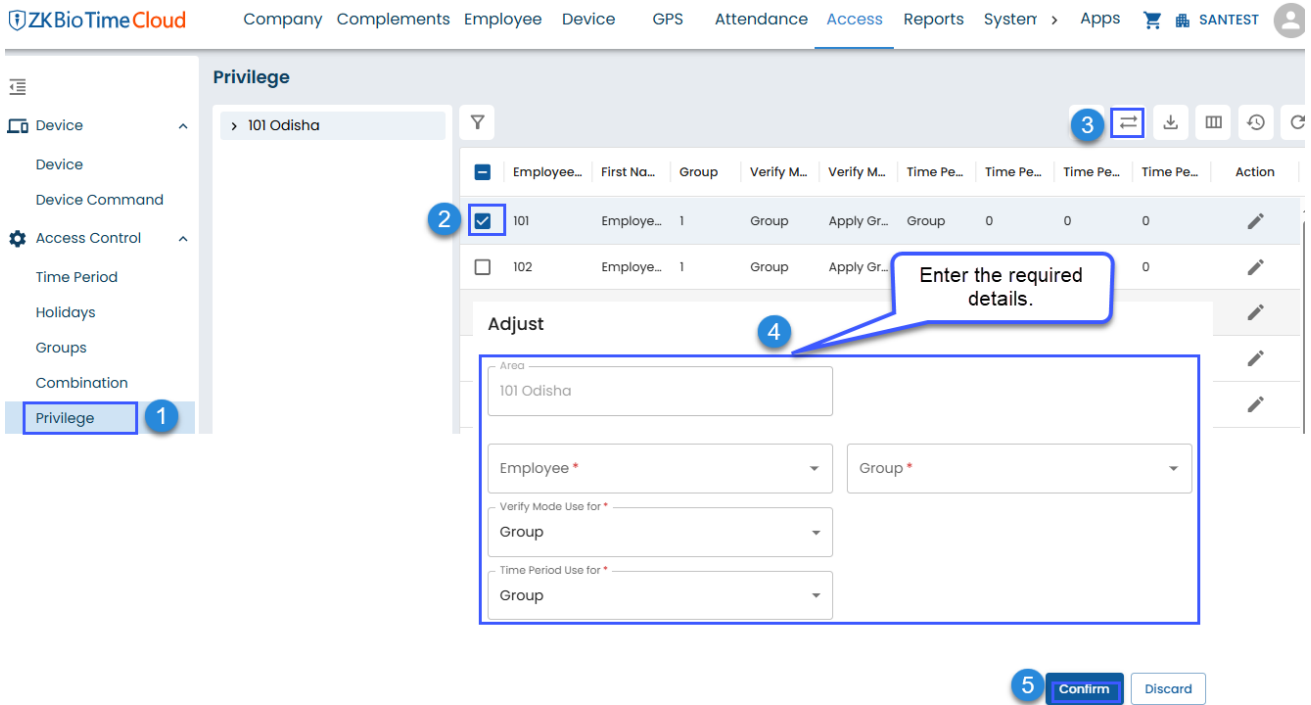 ZKBioTime Cloud Company Complements Employee Device GPS Attendance Access Reports System > Apps SANTEST
Privilege
Device
> 101 Odisha
3
Employee... First Na... Group Verify M... Verify M... Time Pe... Time Pe... Time Pe... Time Pe... Action
Device
Device Command
2 101 Employe... 1 Group Apply Gr... Group 0 0 0
Access Control
102 Employe... 1 Group Apply Gr... 0
Time Period
Holidays
Groups
Combination
Privilege 1
Enter the required
details.
Adjust
4
Area
101 Odisha
Employee * Group *
Verify Mode Use for *
Group
Time Period Use for *
Group
5 Confirm Discard